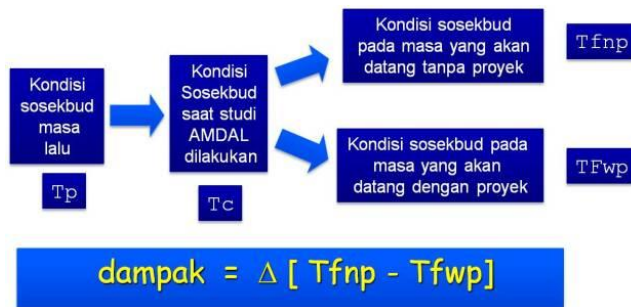 Kondisi
sosekbud
masa
lalu
Tp
Kondisi
Sosekbud
saat studi
AMDAL
dilakukan
Tc
Kondisi sosekbud
pada masa yang akan
datang tanpa proyek
Tfnp
Kondisi sosekbud pada
masa yang akan
datang dengan proyek
TFwp
dampak = Δ [ Tfnp - Tfwp]